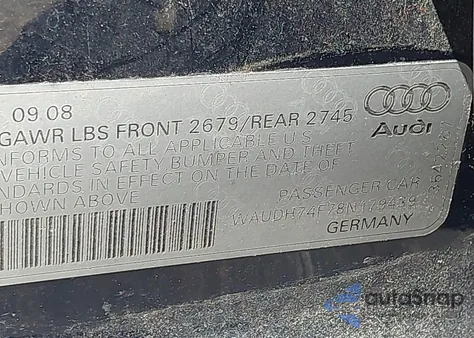 09.08
GAWR LBS FRONT 2679/REAR 2745
NFORMS TO ALL APPLICABLE U.S.
VEHICLE SAFETY BUMPER AND THEFT
NDARDS IN EFFECT ON THE DATE OF
HOWN ABOVE
PASSENGER CAR
WAUDH74F78N179439
GERMANY
Audi
autoSnap